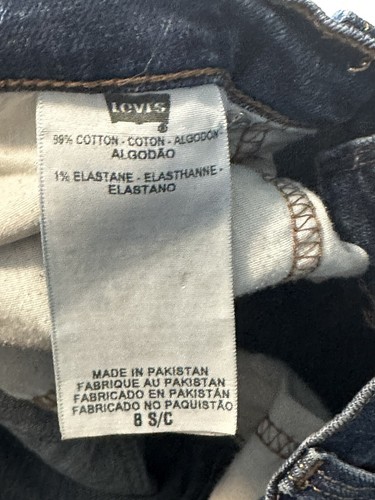 LEVI'S
®
99% COTTON - COTON - ALGODON
ALGODÃO
1% ELASTANE - ELASTHANNE -
ELASTANO
MADE IN PAKISTAN
FABRIQUE AU PAKISTAN
FABRICADO EN PAKISTÁN
FABRICADO NO PAQUISTÃO
8 S/C